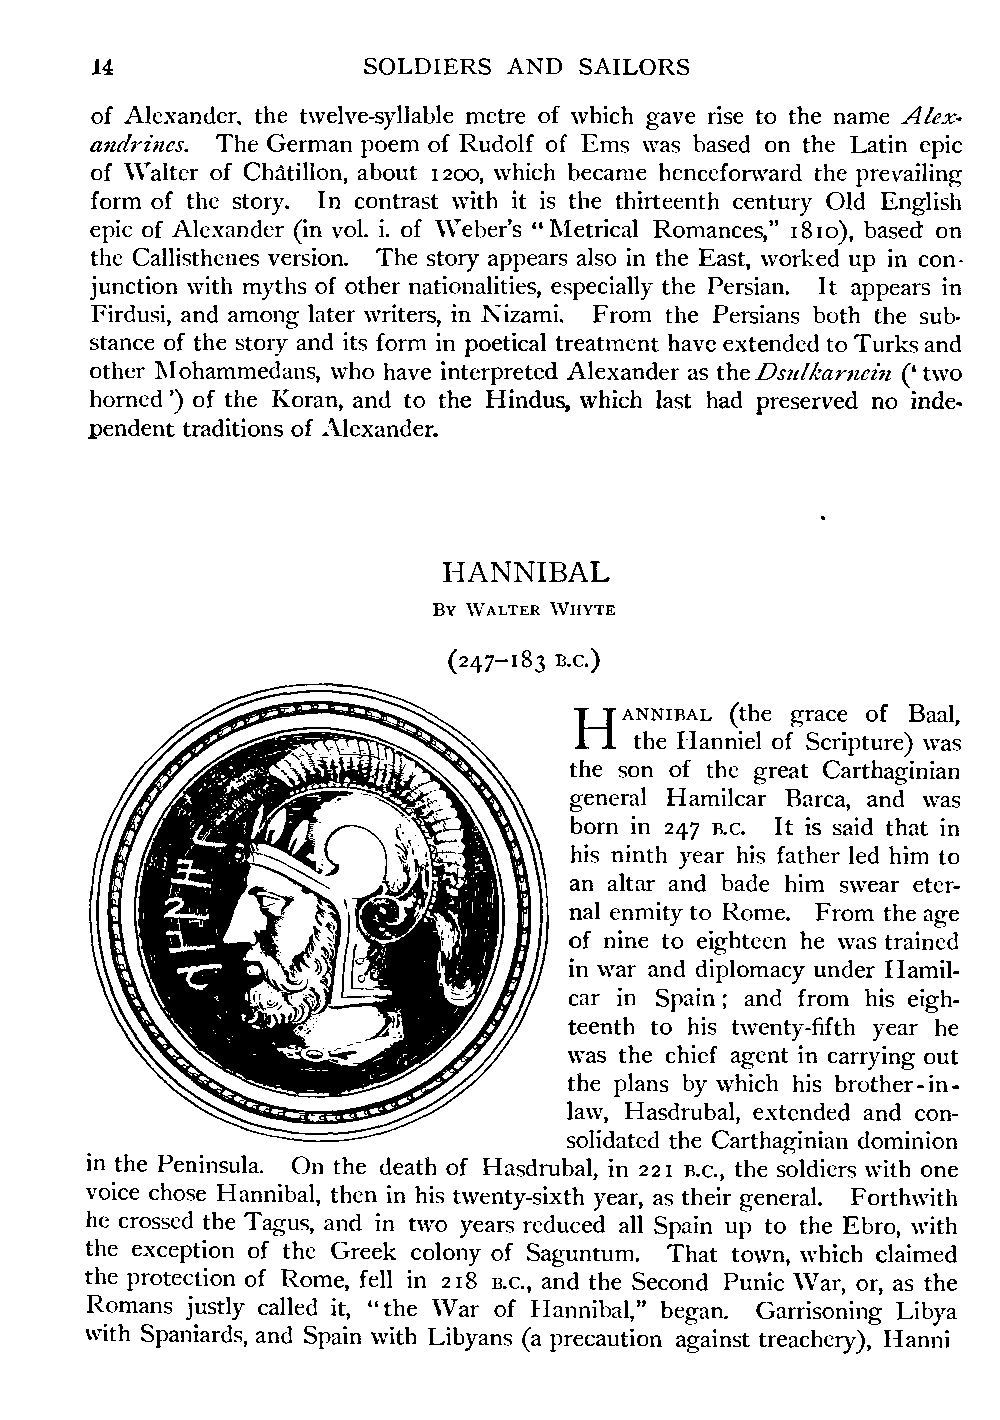 14 SOLDIERS AND SAILORS
of Alexander, the twelve-syllable metre of which gave rise to the name Alex-
andrines. The German poem of Rudolf of Ems was based on the Latin epic
of Walter of Châtillon, about 1200, which became henceforward the prevailing
form of the story. In contrast with it is the thirteenth century Old English
epic of Alexander (in vol. i. of Weber's "Metrical Romances," 1810), based on
the Callisthenes version. The story appears also in the East, worked up in con-
junction with myths of other nationalities, especially the Persian. It appears in
Firdusi, and among later writers, in Nizami. From the Persians both the sub-
stance of the story and its form in poetical treatment have extended to Turks and
other Mohammedans, who have interpreted Alexander as the Dsulkarnein ('two
horned') of the Koran, and to the Hindus, which last had preserved no inde-
pendent traditions of Alexander.
HANNIBAL
BY WALTER WHYTE
(247–183 B.C.)
HANNIBAL (the grace of Baal,
the Hanniel of Scripture) was
the son of the great Carthaginian
general Hamilcar Barca, and was
born in 247 B.C. It is said that in
his ninth year his father led him to
an altar and bade him swear eter-
nal enmity to Rome. From the age
of nine to eighteen he was trained
in war and diplomacy under Hamil-
car in Spain; and from his eigh-
teenth to his twenty-fifth year he
was the chief agent in carrying out
the plans by which his brother-in-
law, Hasdrubal, extended and con-
solidated the Carthaginian dominion
in the Peninsula. On the death of Hasdrubal, in 221 B.C., the soldiers with one
voice chose Hannibal, then in his twenty-sixth year, as their general. Forthwith
he crossed the Tagus, and in two years reduced all Spain up to the Ebro, with
the exception of the Greek colony of Saguntum. That town, which claimed
the protection of Rome, fell in 218 B.C., and the Second Punic War, or, as the
Romans justly called it, "the War of Hannibal," began. Garrisoning Libya
with Spaniards, and Spain with Libyans (a precaution against treachery), Hanni